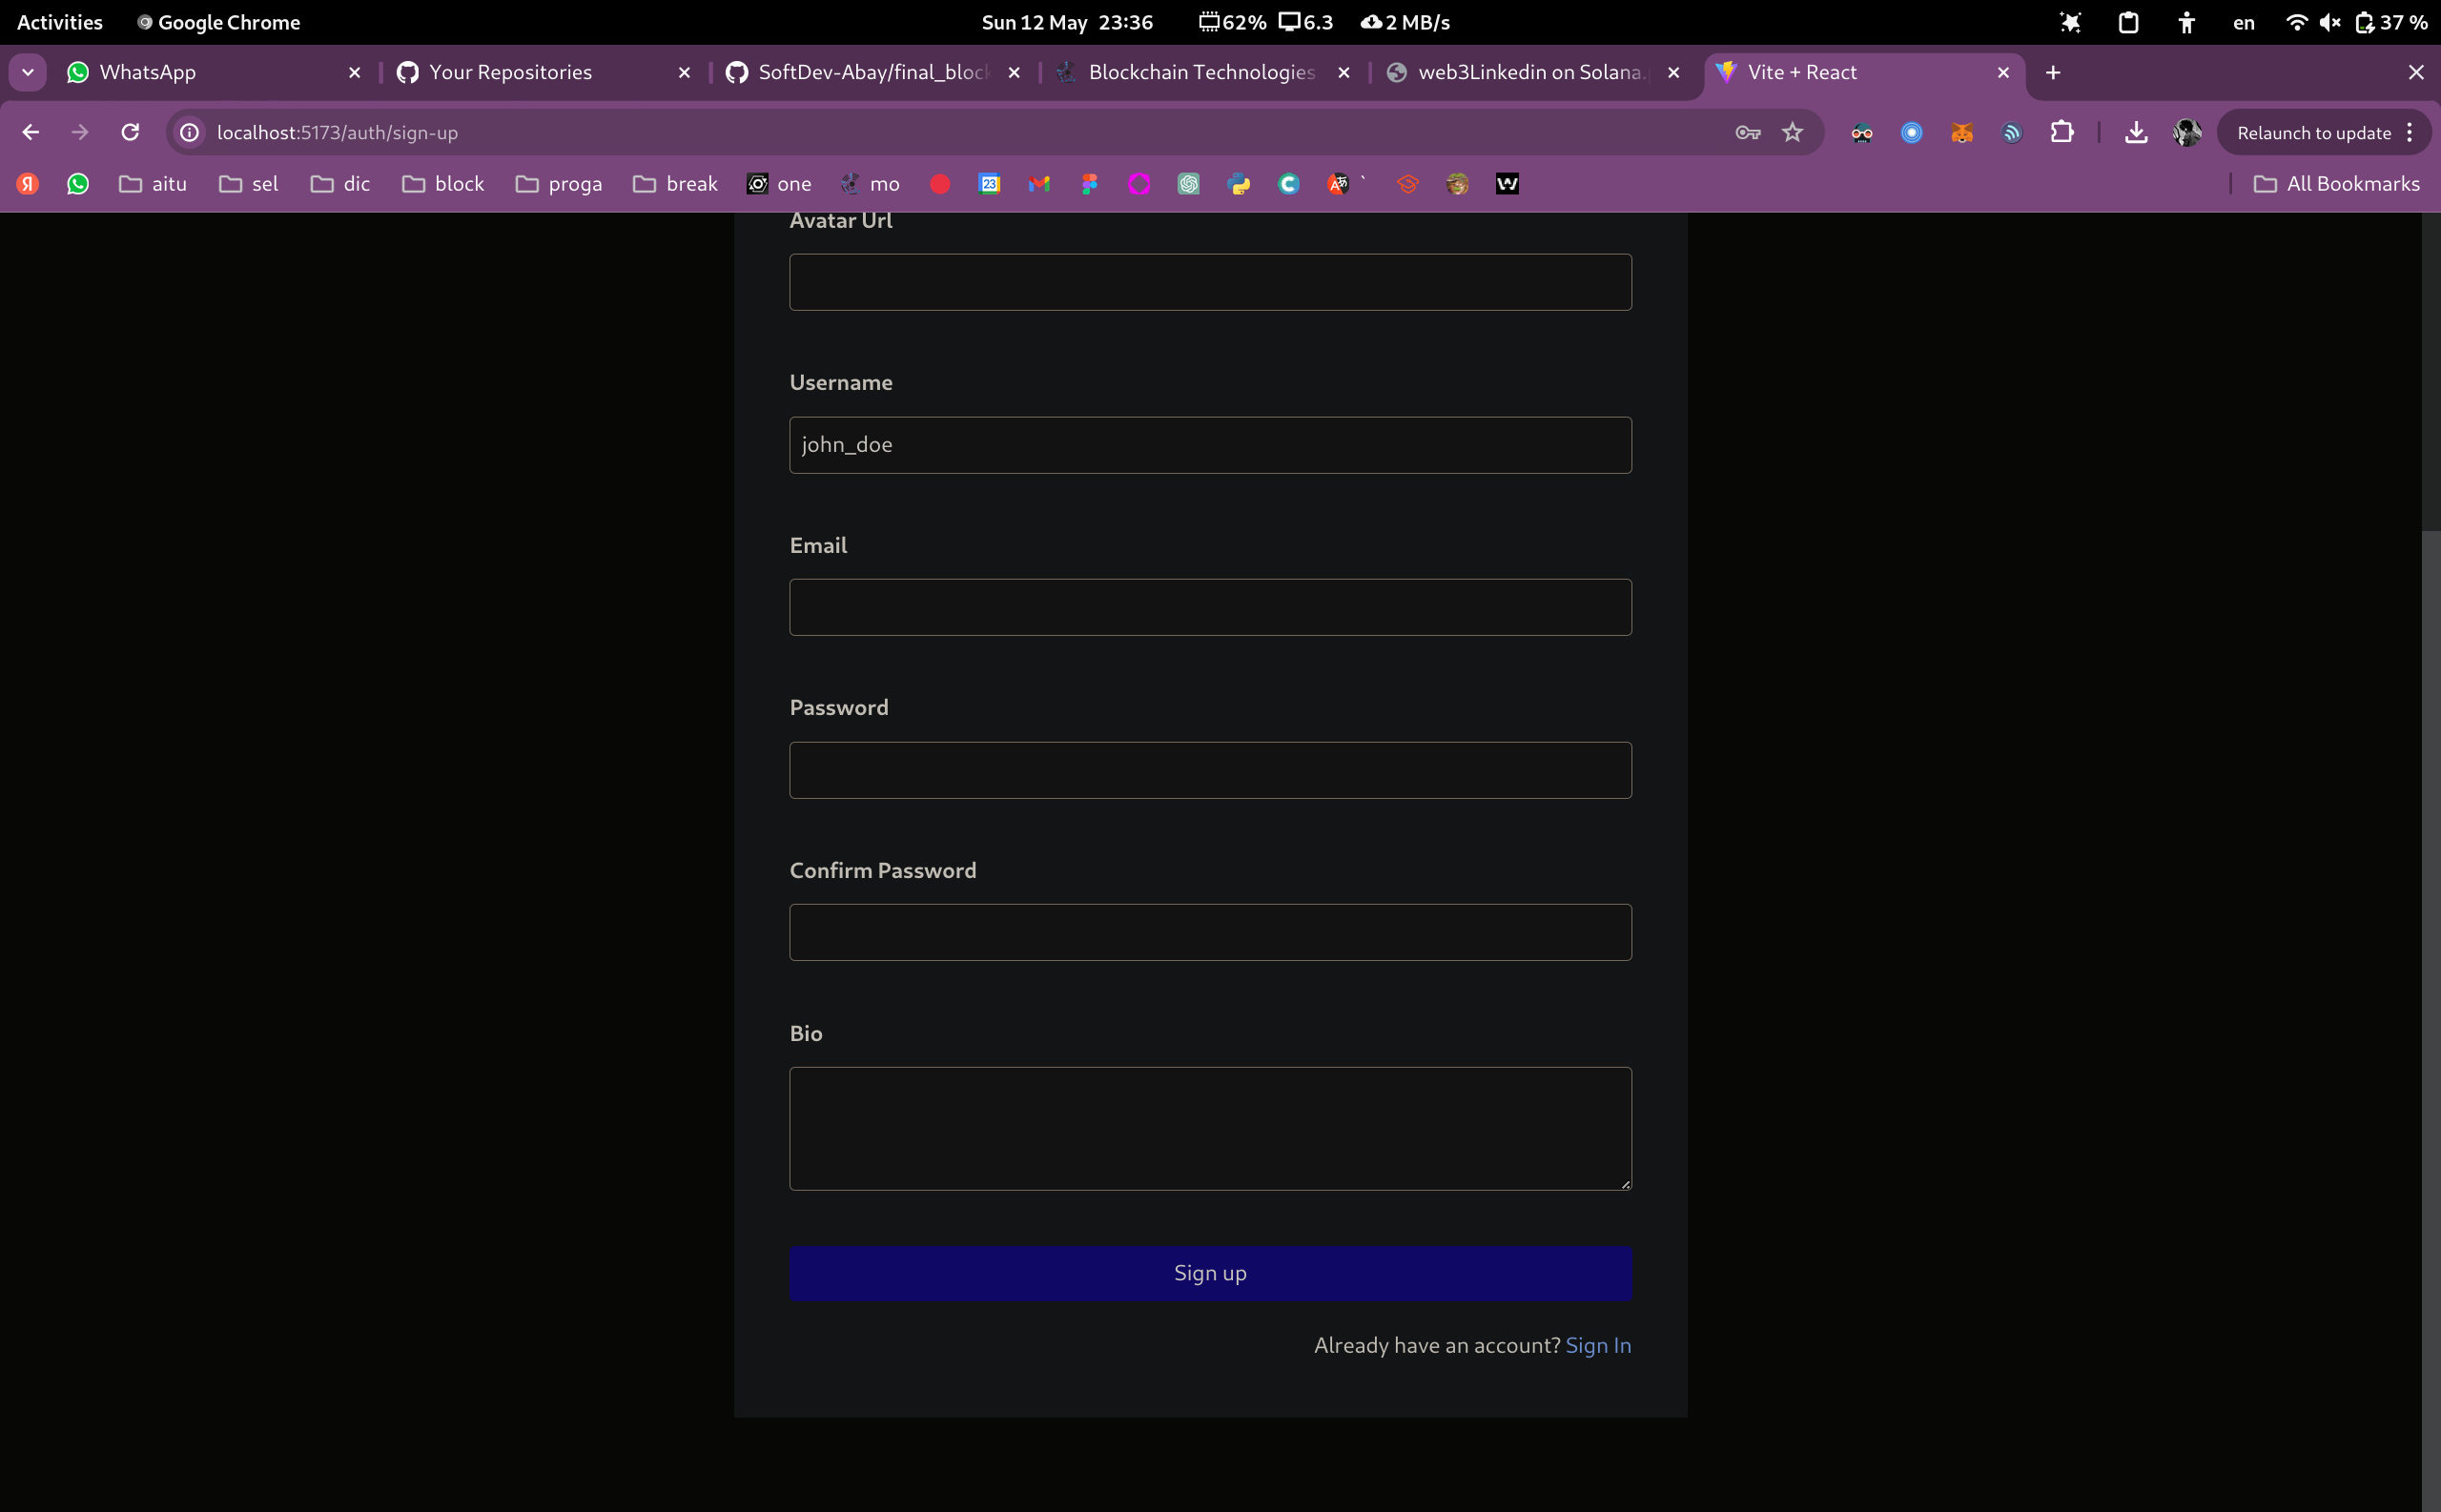 Activities Google Chrome Sun 12 May 23:36 62% 6.3 2 MB/s en 37 %
WhatsApp Your Repositories SoftDev-Abay/final_block Blockchain Technologies web3Linkedin on Solana. Vite + React
localhost:5173/auth/sign-up Relaunch to update
Я aitu sel dic block proga break one mo 23 ` All Bookmarks
Avatar Url
Username
john_doe
Email
Password
Confirm Password
Bio
Sign up
Already have an account? Sign In